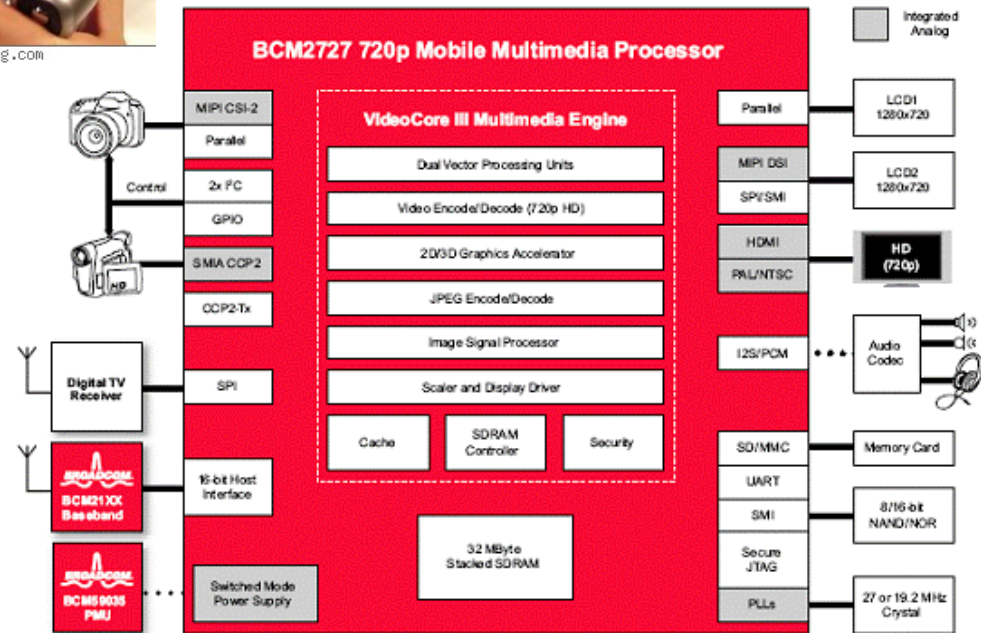 g.com
BCM2727 720p Mobile Multimedia Processor
Integrated
Analog
MIPI CSI-2
Parallel
Control
2x I²C
GPIO
SMIA CCP2
CCP2-Tx
HD
Digital TV
Receiver
SPI
BROADCOM
BCM21XX
Baseband
16-bit Host
Interface
BROADCOM
BCM59035
PMU
Switched Mode
Power Supply
VideoCore III Multimedia Engine
Dual Vector Processing Units
Video Encode/Decode (720p HD)
2D/3D Graphics Accelerator
JPEG Encode/Decode
Image Signal Processor
Scaler and Display Driver
Cache
SDRAM
Controller
Security
32 MByte
Stacked SDRAM
Parallel
LCD1
1280x720
MIPI DSI
SPI/SMI
LCD2
1280x720
HDMI
PAL/NTSC
HD
(720p)
I2S/PCM
Audio
Codec
SD/MMC
Memory Card
UART
SMI
8/16-bit
NAND/NOR
Secure
JTAG
PLLs
27 or 19.2 MHz
Crystal